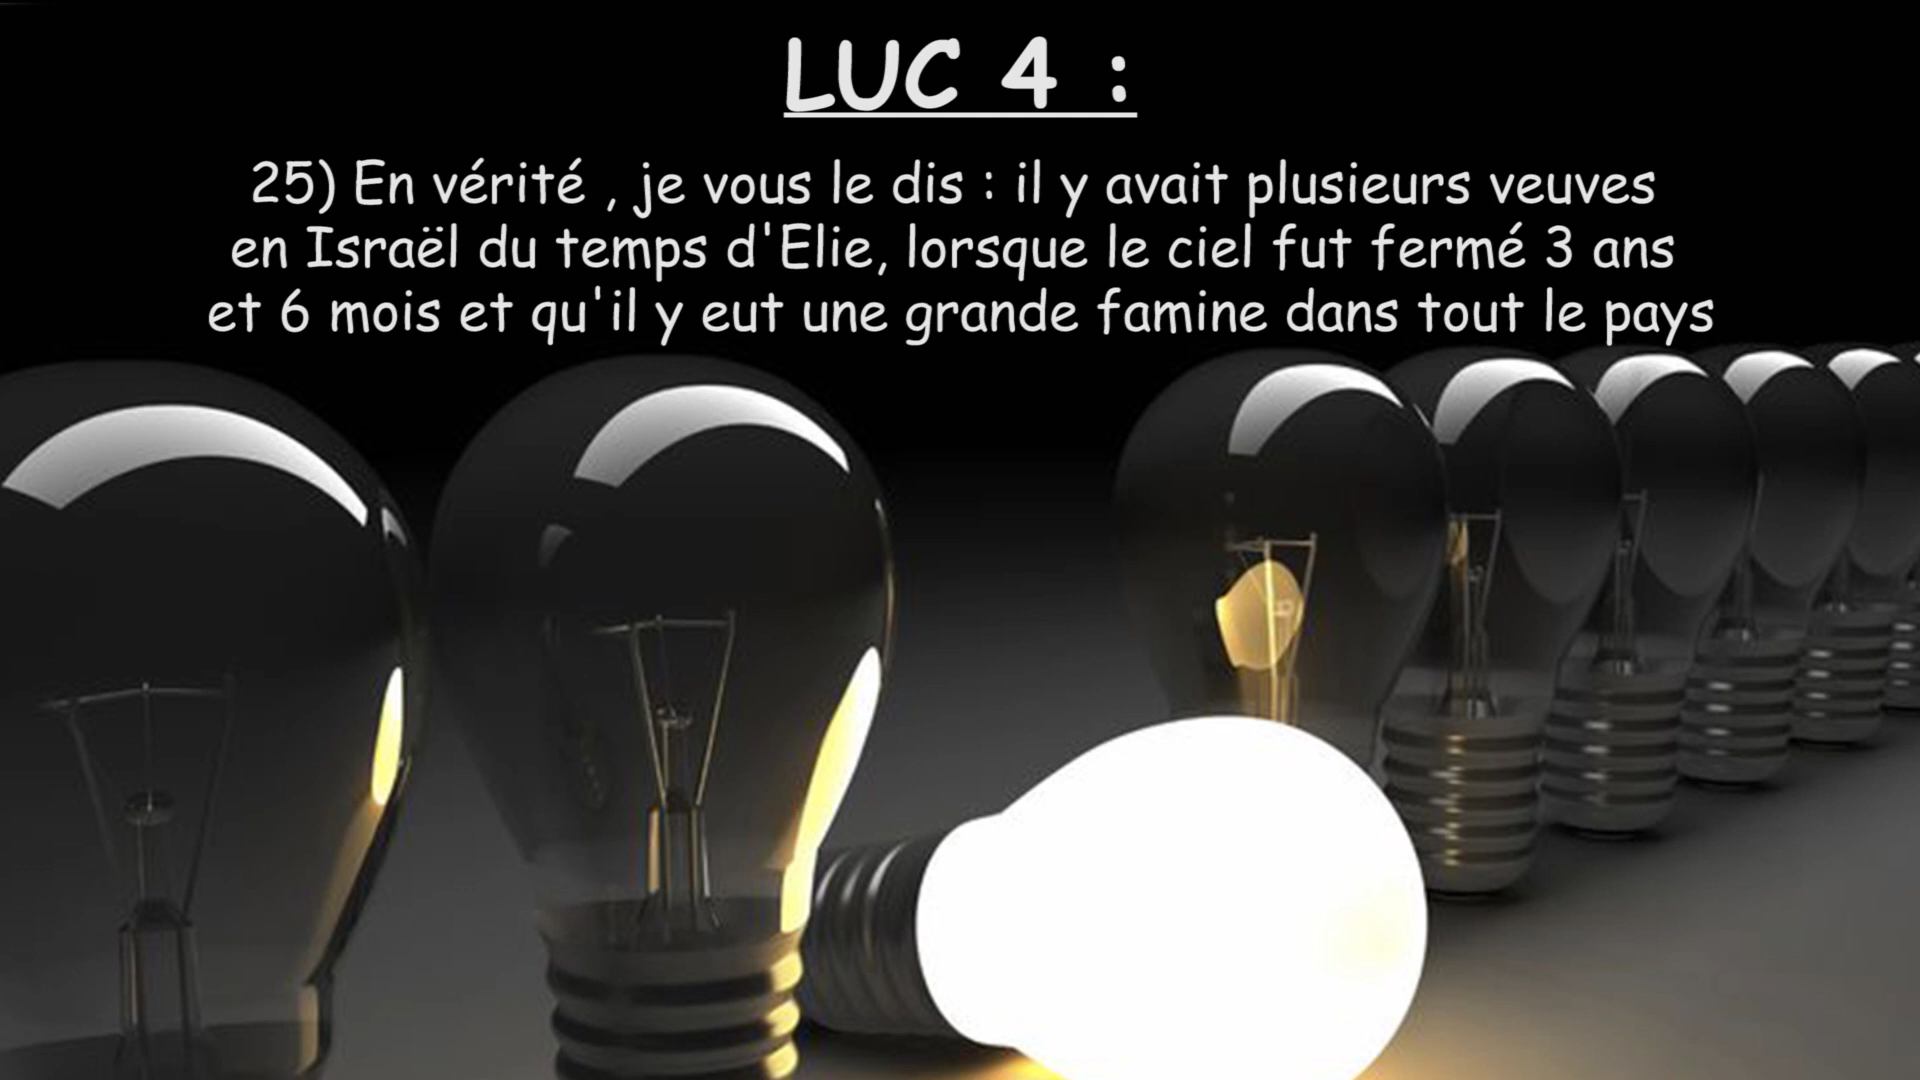 LUC 4 :
25) En vérité , je vous le dis : il y avait plusieurs veuves
en Israël du temps d'Elie, lorsque le ciel fut fermé 3 ans
et 6 mois et qu'il y eut une grande famine dans tout le pays